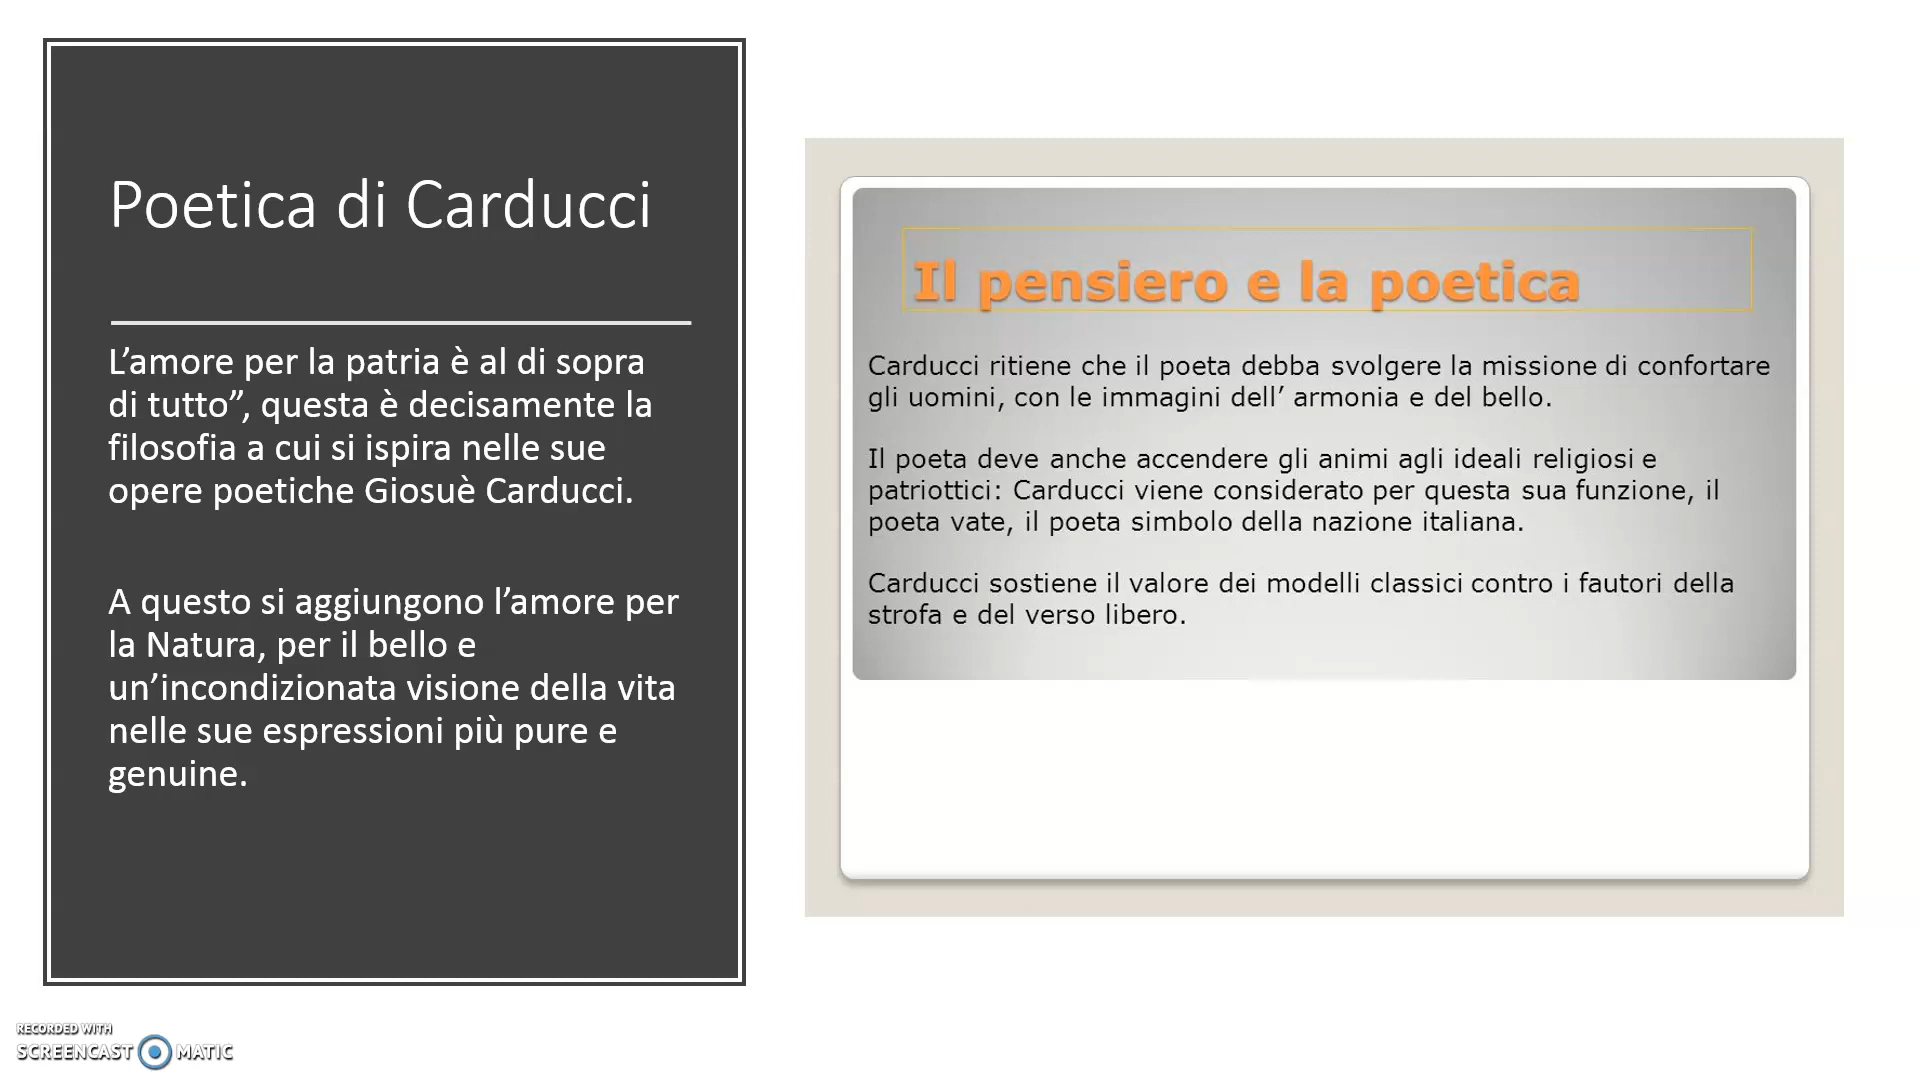 Poetica di Carducci
L’amore per la patria è al di sopra
di tutto”, questa è decisamente la
filosofia a cui si ispira nelle sue
opere poetiche Giosuè Carducci.
A questo si aggiungono l’amore per
la Natura, per il bello e
un’incondizionata visione della vita
nelle sue espressioni più pure e
genuine.
Il pensiero e la poetica
Carducci ritiene che il poeta debba svolgere la missione di confortare
gli uomini, con le immagini dell’ armonia e del bello.
Il poeta deve anche accendere gli animi agli ideali religiosi e
patriottici: Carducci viene considerato per questa sua funzione, il
poeta vate, il poeta simbolo della nazione italiana.
Carducci sostiene il valore dei modelli classici contro i fautori della
strofa e del verso libero.
RECORDED WITH
SCREENCAST MATIC